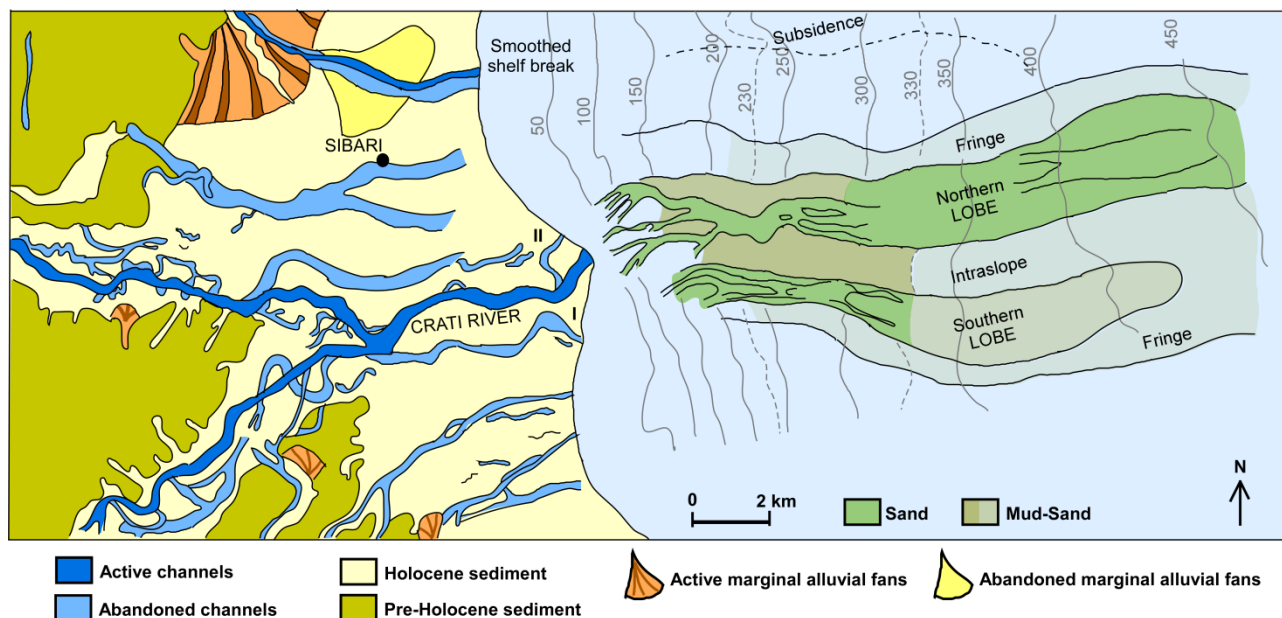 Smoothed
shelf break
Subsidence
50
100
150
200
230
250
300
330
350
400
450
SIBARI
Fringe
Northern
LOBE
II
Intraslope
CRATI RIVER
I
Southern
LOBE
Fringe
0 2 km
N
Sand
Mud-Sand
Active channels
Holocene sediment
Active marginal alluvial fans
Abandoned marginal alluvial fans
Abandoned channels
Pre-Holocene sediment